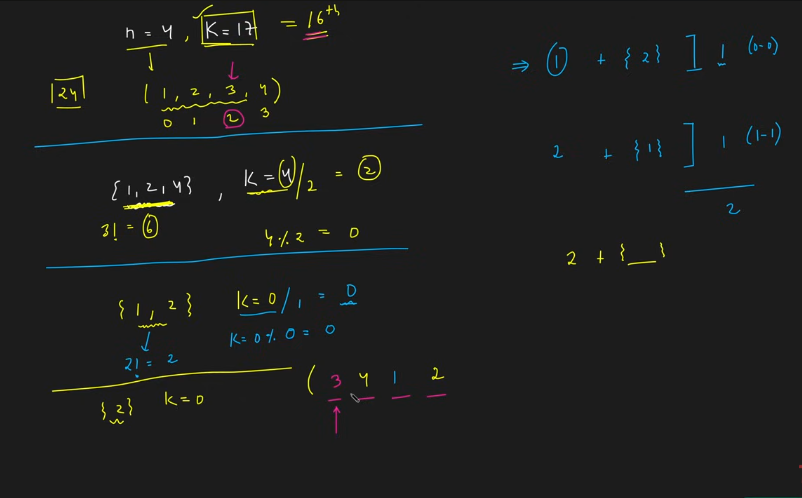 n = 4 , K = 17 = 16th
24
( 1 , 2 , 3 , 4 )
0 1 2 3
{ 1, 2, 4 } , K = 4/2 = 2
3! = 6
4 % 2 = 0
{ 1, 2 } K = 0/1 = 0
K = 0 % 0 = 0
2! = 2
{ 2 } K = 0
( 3 4 1 2
⇒ 1 + { 2 } ] 1 (0-0)
2 + { 1 } ] 1 (1-1)
2
2 + { __ }